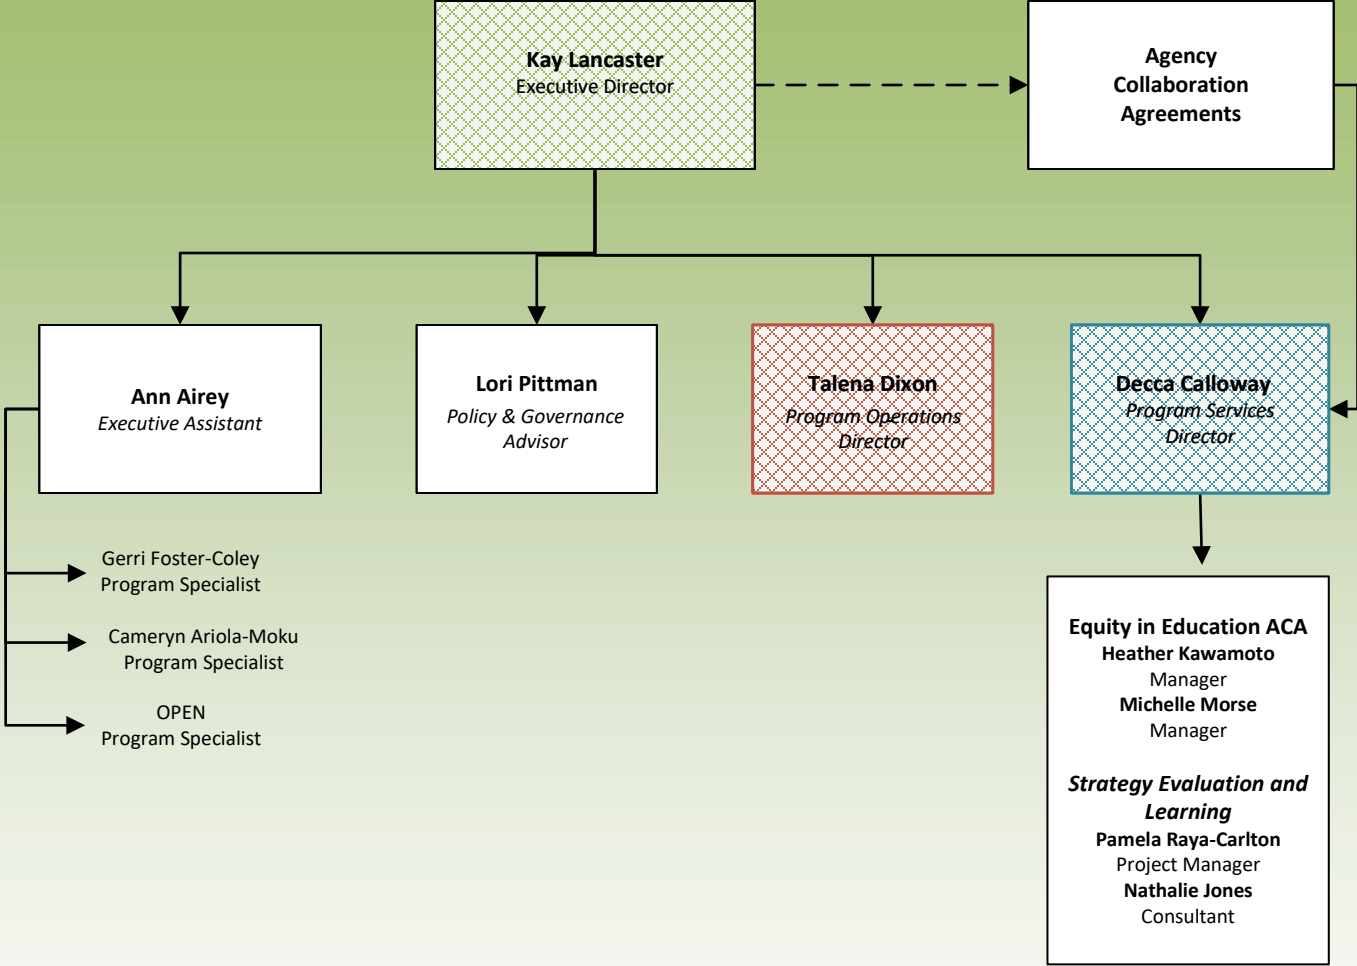 Kay Lancaster
Executive Director
Agency
Collaboration
Agreements
Ann Airey
Executive Assistant
Lori Pittman
Policy & Governance
Advisor
Talena Dixon
Program Operations
Director
Decca Calloway
Program Services
Director
Gerri Foster-Coley
Program Specialist
Cameryn Ariola-Moku
Program Specialist
OPEN
Program Specialist
Equity in Education ACA
Heather Kawamoto
Manager
Michelle Morse
Manager
Strategy Evaluation and
Learning
Pamela Raya-Carlton
Project Manager
Nathalie Jones
Consultant